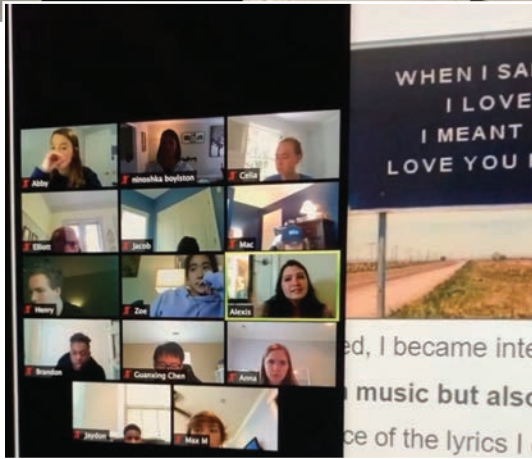 Abby
ninoshka boylston
Celia
Elliott
Jacob
Mac
Henry
Zoe
Alexis
Brandon
Guanxing Chen
Anna
Jaydon
Max M
WHEN I SA
I LOVE
I MEANT
LOVE YOU
ed, I became inte
music but also
ce of the lyrics I